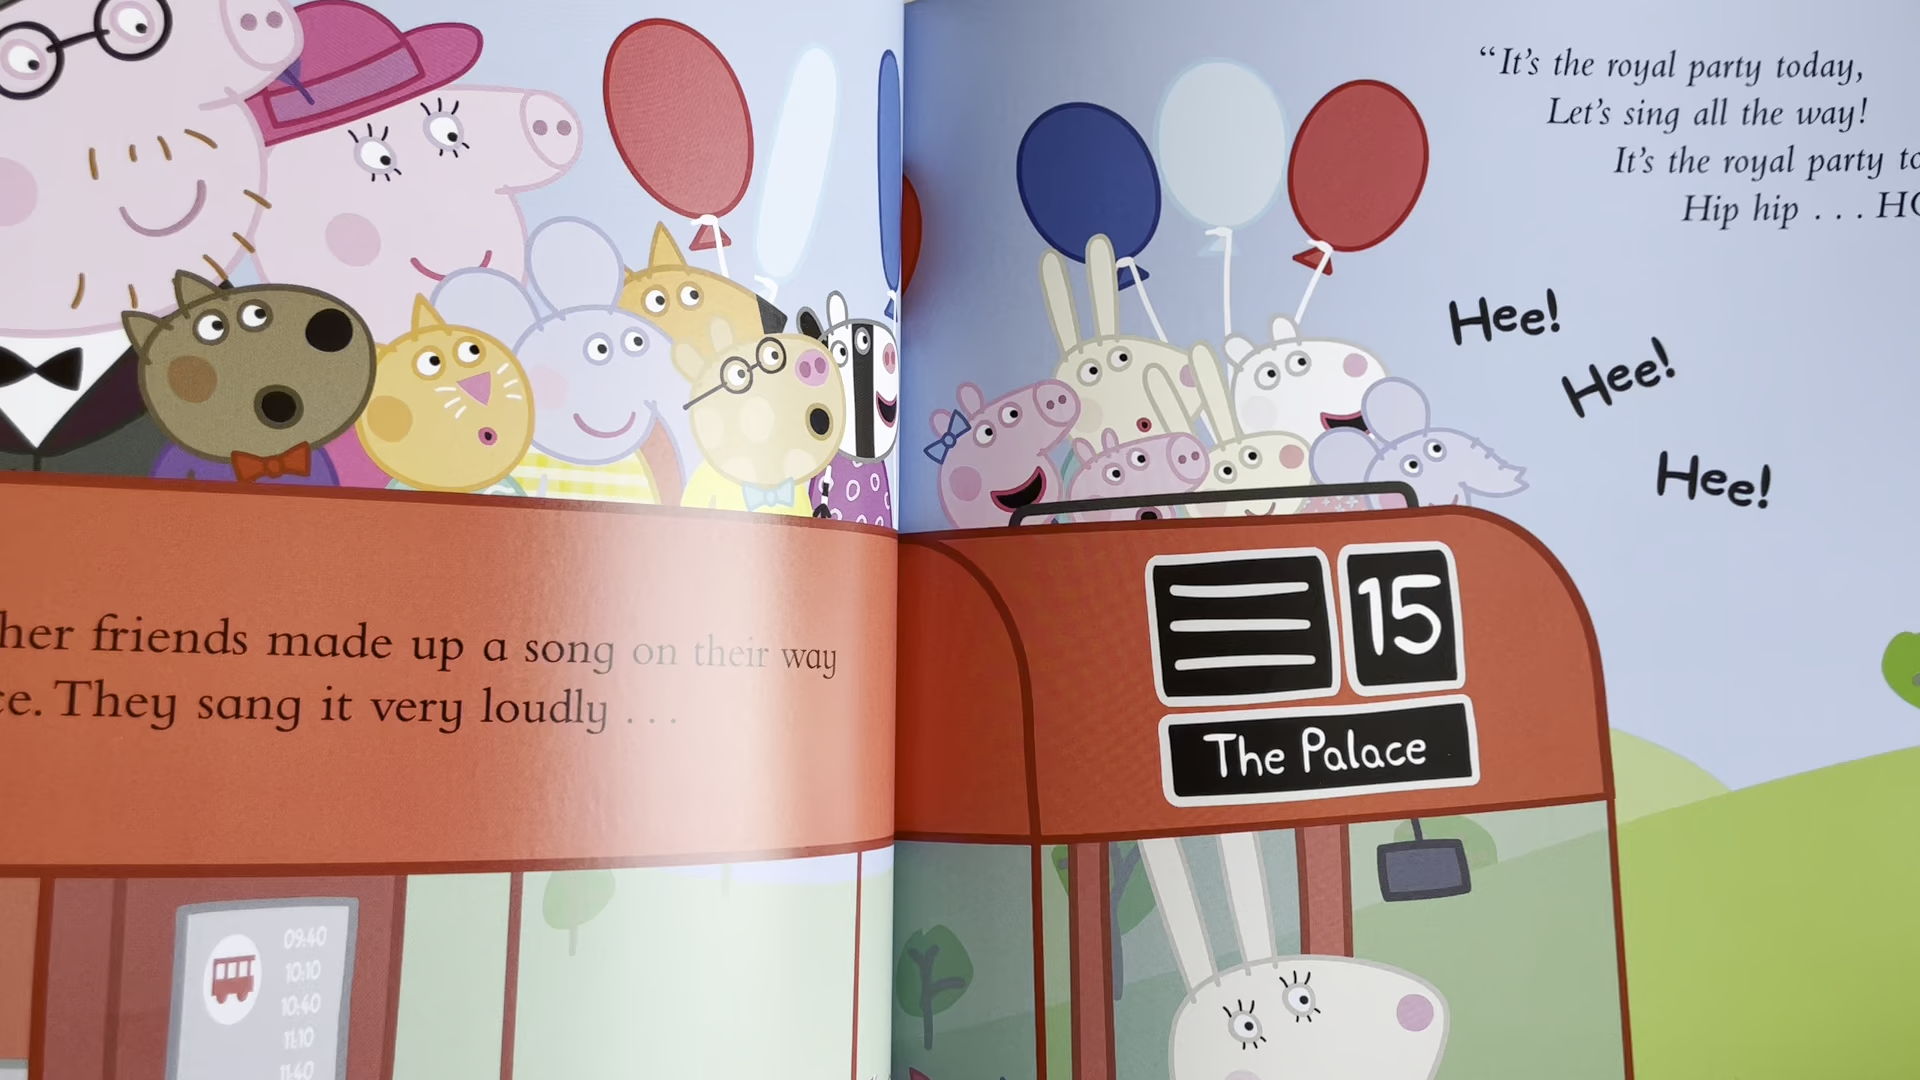 her friends made up a song on their way
ce. They sang it very loudly . . .
09:40
10:10
10:40
11:10
11:40
“It’s the royal party today,
Let’s sing all the way!
It’s the royal party to
Hip hip . . . HO
Hee!
Hee!
Hee!
15
The Palace